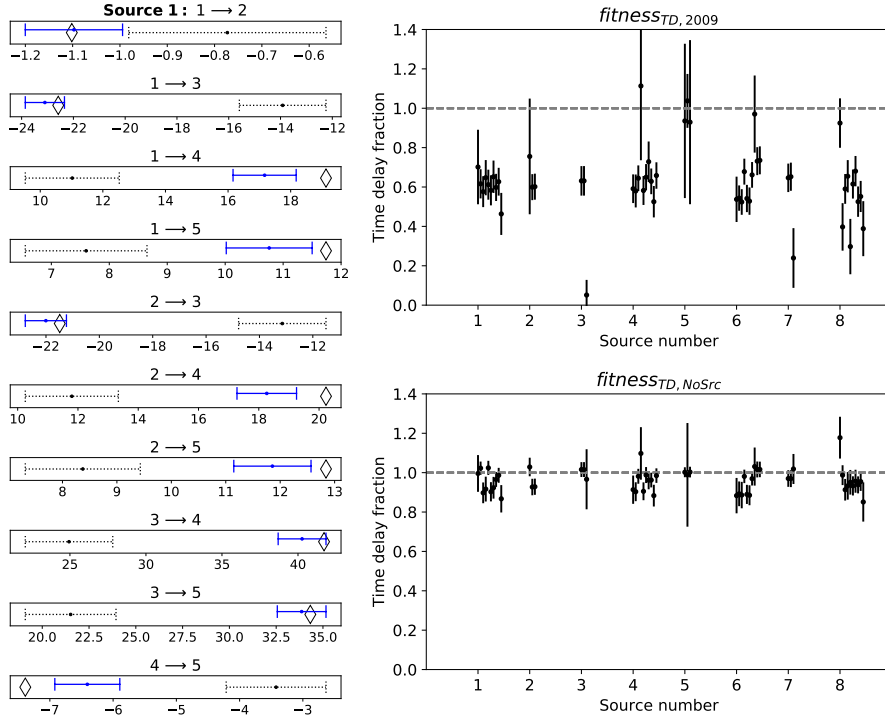 Source 1: 1 → 2
−1.2 −1.1 −1.0 −0.9 −0.8 −0.7 −0.6
1 → 3
−24 −22 −20 −18 −16 −14 −12
1 → 4
10 12 14 16 18
1 → 5
7 8 9 10 11 12
2 → 3
−22 −20 −18 −16 −14 −12
2 → 4
10 12 14 16 18 20
2 → 5
8 9 10 11 12 13
3 → 4
25 30 35 40
3 → 5
20.0 22.5 25.0 27.5 30.0 32.5 35.0
4 → 5
−7 −6 −5 −4 −3
fitness_TD, 2009
Time delay fraction
1.4
1.2
1.0
0.8
0.6
0.4
0.2
0.0
1 2 3 4 5 6 7 8
Source number
fitness_TD, NoSrc
Time delay fraction
1.4
1.2
1.0
0.8
0.6
0.4
0.2
0.0
1 2 3 4 5 6 7 8
Source number